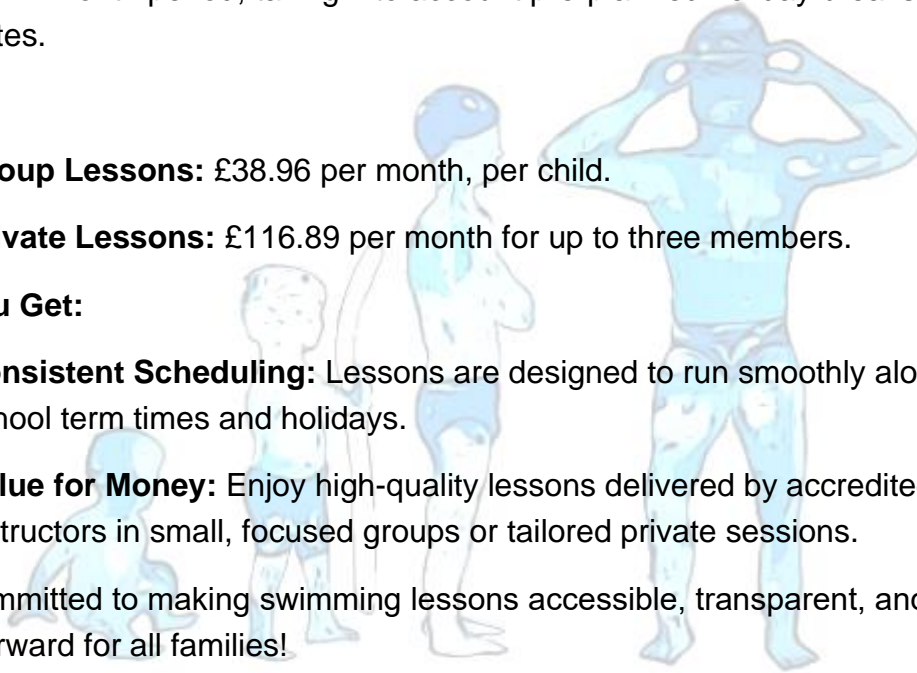 tes.
oup Lessons: £38.96 per month, per child.
ivate Lessons: £116.89 per month for up to three members.
u Get:
onsistent Scheduling: Lessons are designed to run smoothly alo
hool term times and holidays.
lue for Money: Enjoy high-quality lessons delivered by accredite
tructors in small, focused groups or tailored private sessions.
mmitted to making swimming lessons accessible, transparent, and
rward for all families!